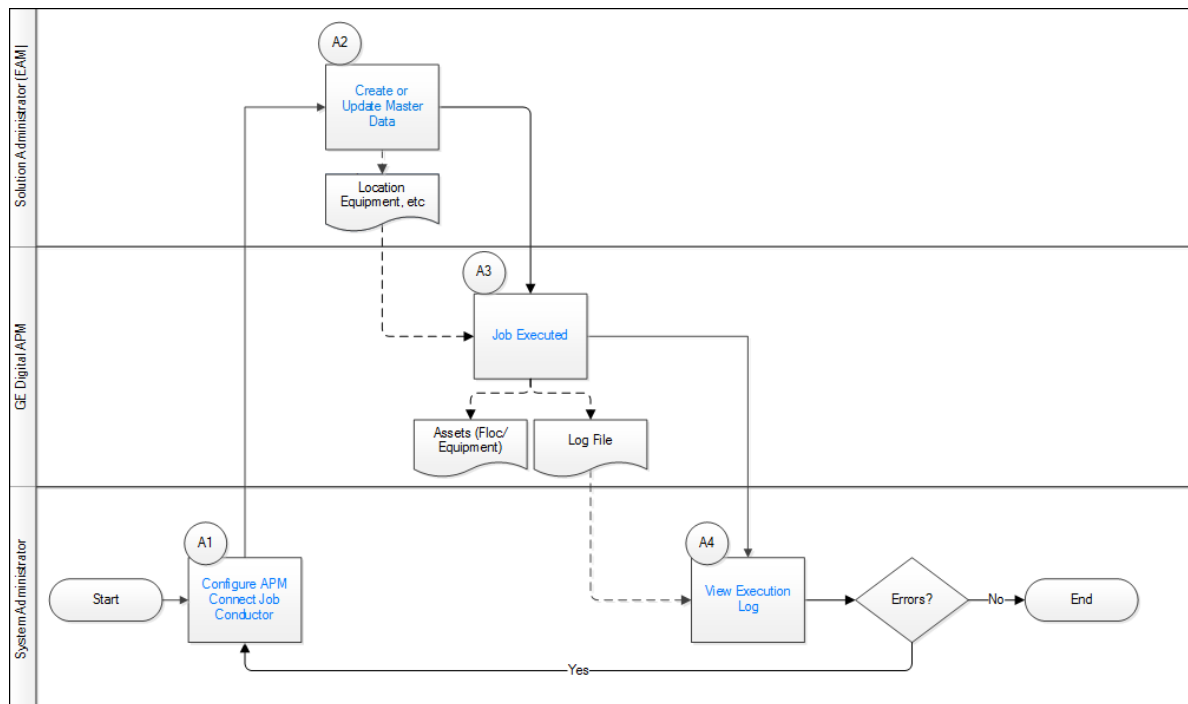 Solution Administrator (EAM)
A2
Create or
Update Master
Data
Location
Equipment, etc
GE Digital APM
A3
Job Executed
Assets (Floc/
Equipment)
Log File
System Administrator
Start
A1
Configure APM
Connect Job
Conductor
A4
View Execution
Log
Errors?
No
End
Yes